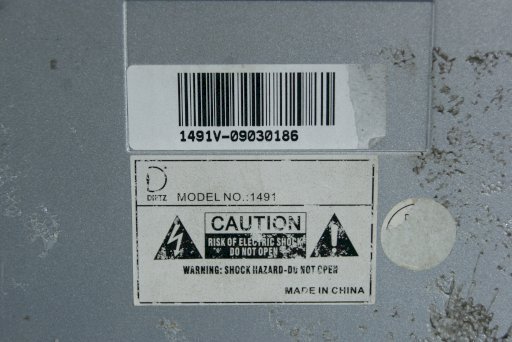 1491V-09030186
DIETZ
MODEL NO.:1491
CAUTION
RISK OF ELECTRIC SHOCK
DO NOT OPEN
WARNING: SHOCK HAZARD-DO NOT OPEN
MADE IN CHINA